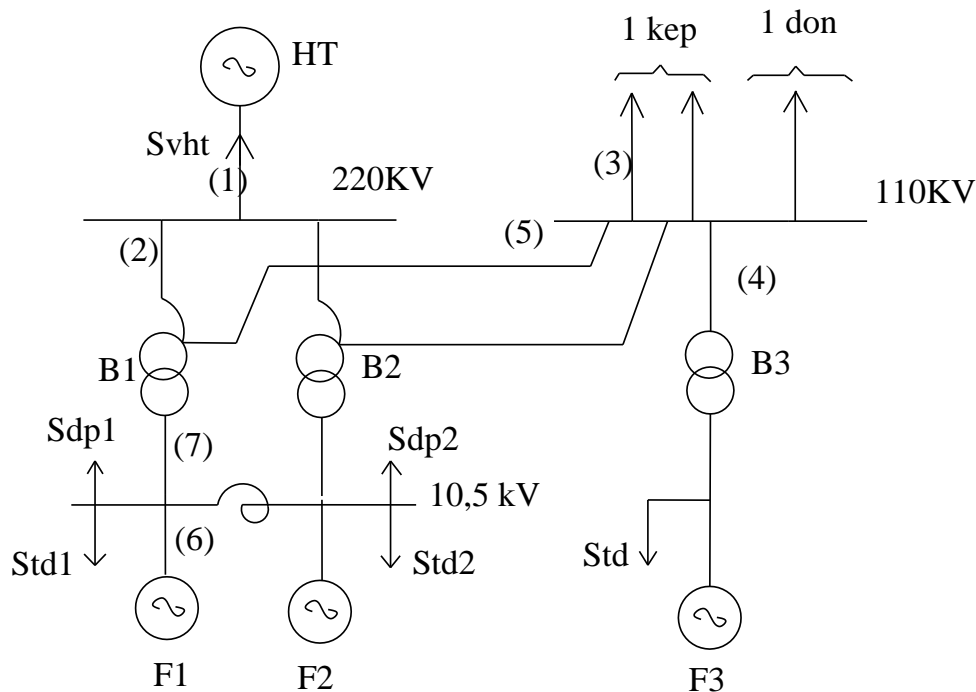 1 kep
1 don
HT
Svht
(1)
220KV
(3)
110KV
(2)
(5)
(4)
B1
B2
B3
Sdp1
(7)
Sdp2
10,5 kV
(6)
Std1
Std2
Std
F1
F2
F3